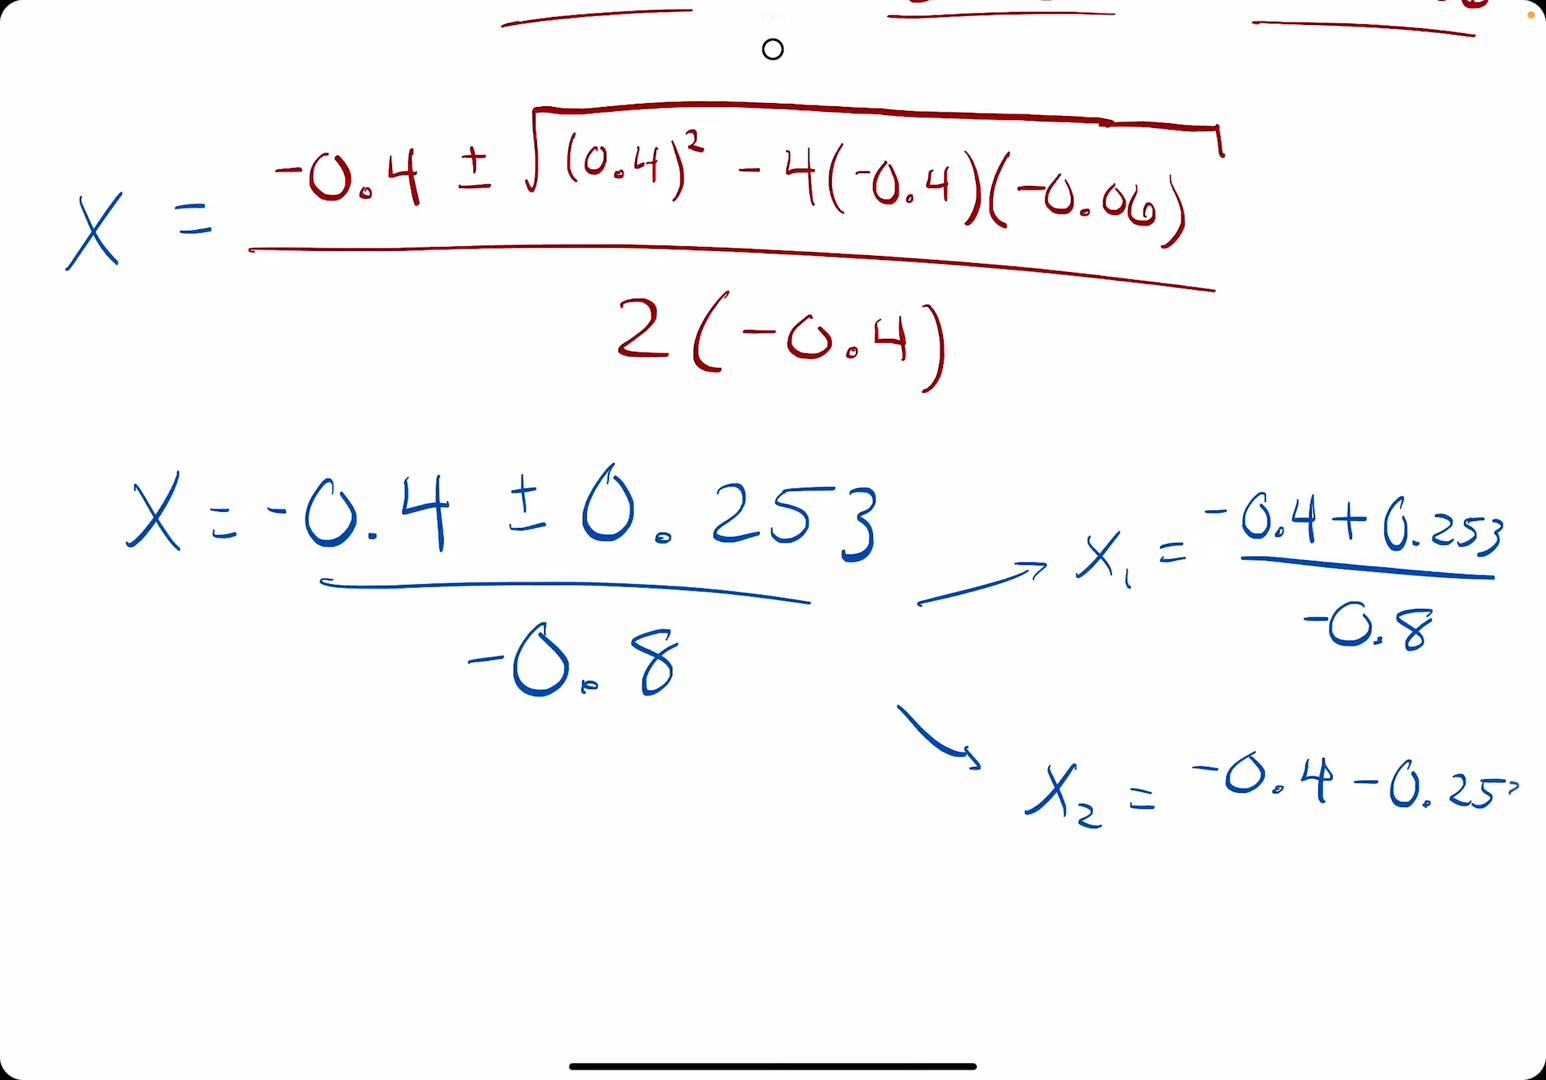 X = -0.4 ± √(0.4)² - 4(-0.4)(-0.06)
2(-0.4)
X = -0.4 ± 0.253
-0.8
X₁ = -0.4 + 0.253
-0.8
X₂ = -0.4 - 0.25